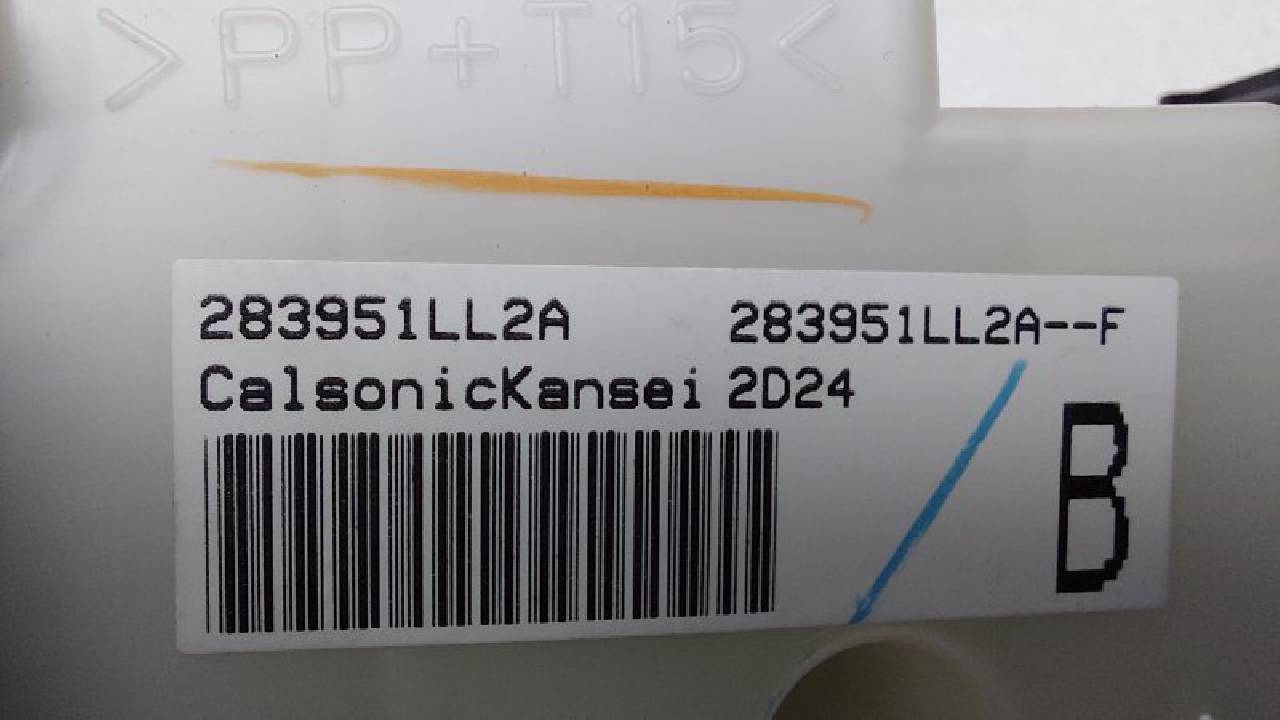 >PP+T15<
283951LL2A 283951LL2A--F
CalsonicKansei 2D24
B